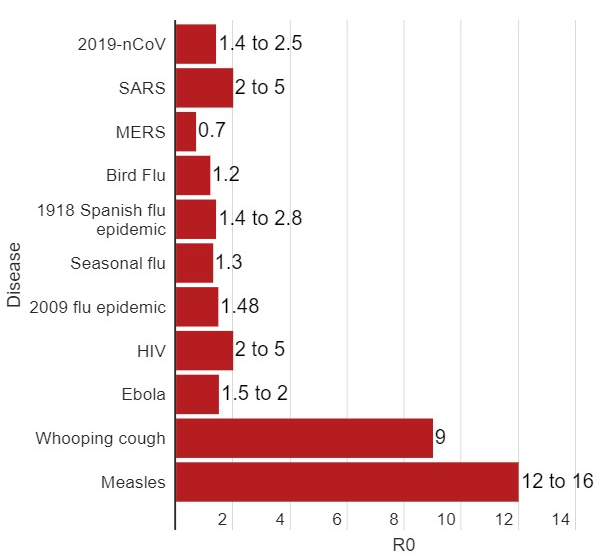 2019-nCoV 1.4 to 2.5
SARS 2 to 5
MERS 0.7
Bird Flu 1.2
1918 Spanish flu
epidemic 1.4 to 2.8
Seasonal flu 1.3
2009 flu epidemic 1.48
HIV 2 to 5
Ebola 1.5 to 2
Whooping cough 9
Measles 12 to 16
Disease
2 4 6 8 10 12 14
R0